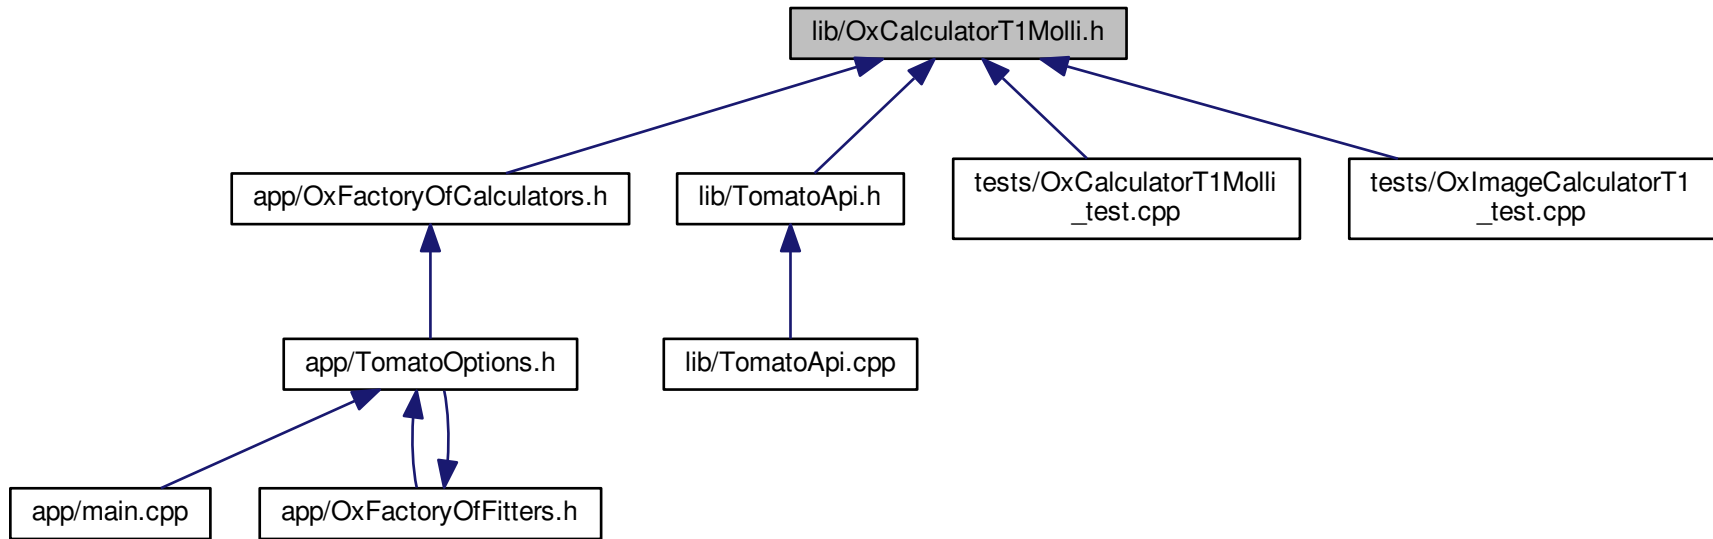 lib/OxCalculatorT1Molli.h
app/OxFactoryOfCalculators.h
lib/TomatoApi.h
tests/OxCalculatorT1Molli
_test.cpp
tests/OxImageCalculatorT1
_test.cpp
app/TomatoOptions.h
lib/TomatoApi.cpp
app/main.cpp
app/OxFactoryOfFitters.h